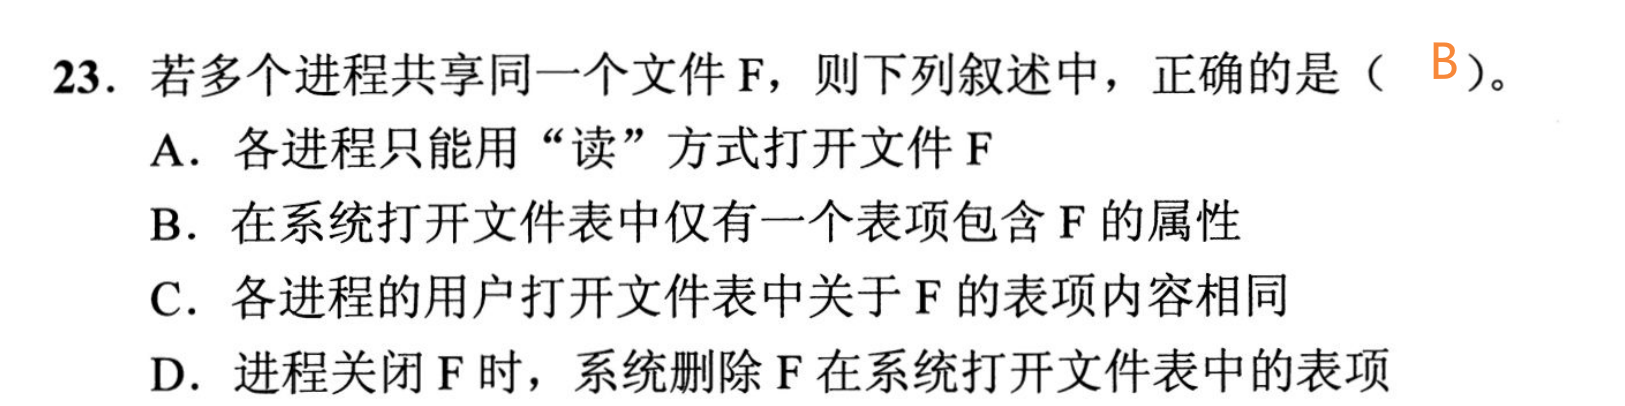 23. 若多个进程共享同一个文件 F，则下列叙述中，正确的是（ B ）。
A. 各进程只能用“读”方式打开文件 F
B. 在系统打开文件表中仅有一个表项包含 F 的属性
C. 各进程的用户打开文件表中关于 F 的表项内容相同
D. 进程关闭 F 时，系统删除 F 在系统打开文件表中的表项